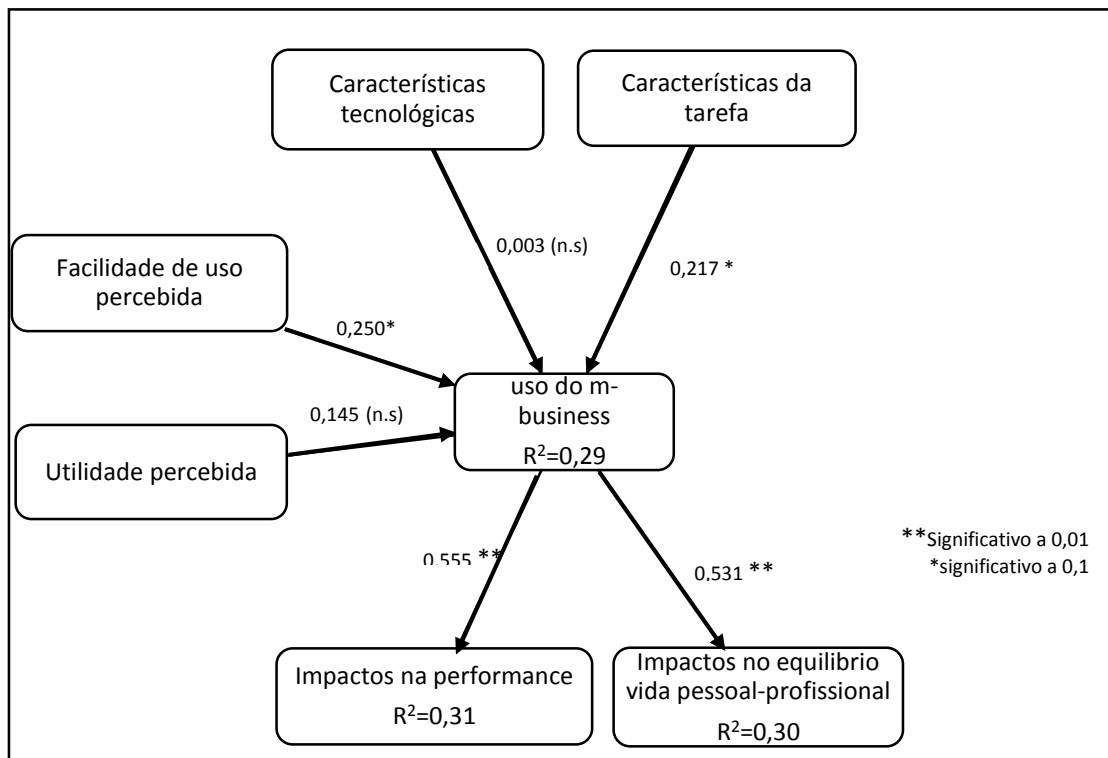 Características
tecnológicas
Características da
tarefa
0,003 (n.s)
0,217 *
Facilidade de uso
percebida
0,250*
0,145 (n.s)
Utilidade percebida
uso do m-
business
R²=0,29
**Significativo a 0,01
*significativo a 0,1
0,555 **
0,531 **
Impactos na performance
R²=0,31
Impactos no equilibrio
vida pessoal-profissional
R²=0,30